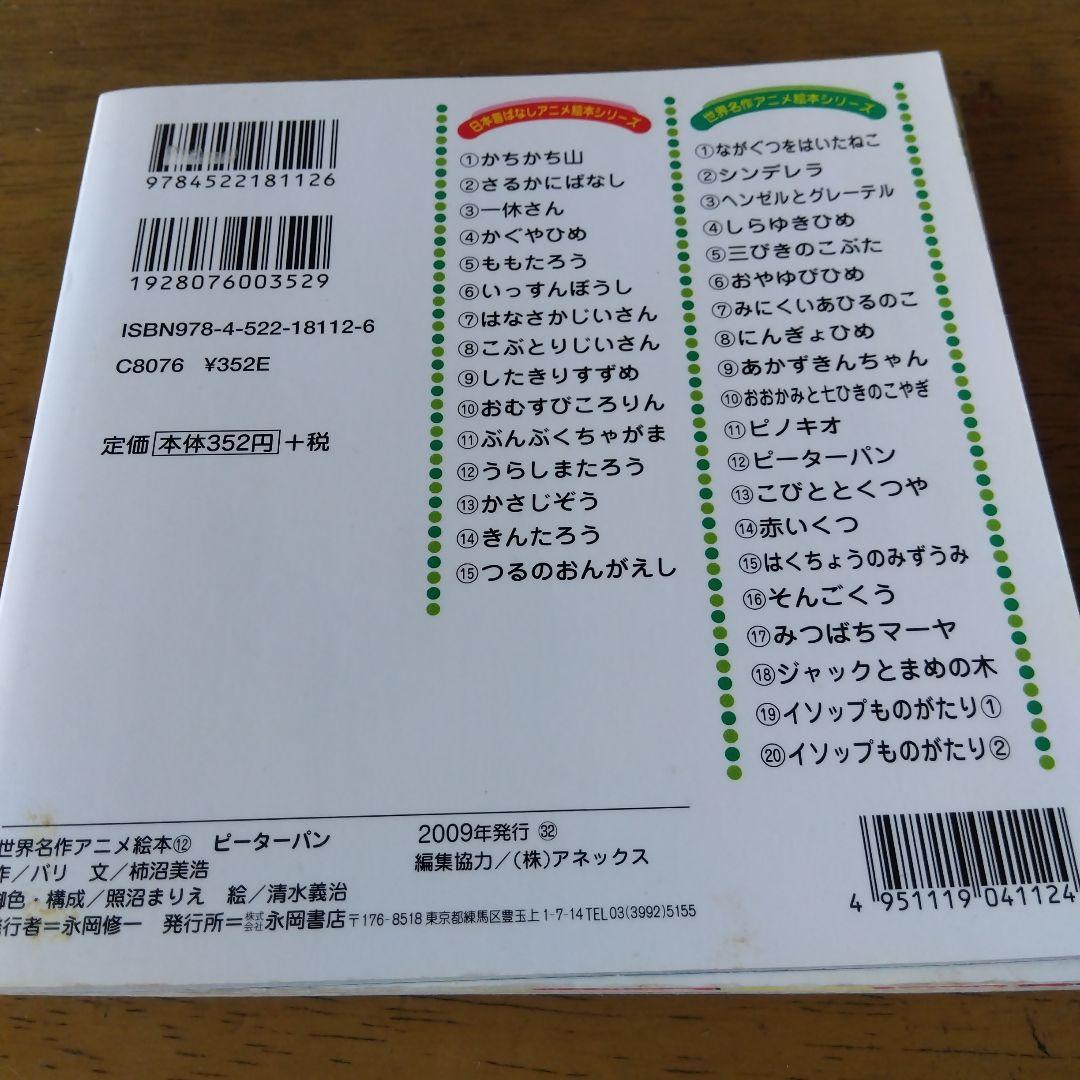 9784522181126
1928076003529
ISBN978-4-522-18112-6
C8076 ¥352E
定価 本体352円 +税
日本昔ばなしアニメ絵本シリーズ
①かちかち山
②さるかにばなし
③一休さん
④かぐやひめ
⑤ももたろう
⑥いっすんぼうし
⑦はなさかじいさん
⑧こぶとりじいさん
⑨したきりすずめ
⑩おむすびころりん
⑪ぶんぶくちゃがま
⑫うらしまたろう
⑬かさじぞう
⑭きんたろう
⑮つるのおんがえし
世界名作アニメ絵本シリーズ
①ながぐつをはいたねこ
②シンデレラ
③ヘンゼルとグレーテル
④しらゆきひめ
⑤三びきのこぶた
⑥おやゆびひめ
⑦みにくいあひるのこ
⑧にんぎょひめ
⑨あかずきんちゃん
⑩おおかみと七ひきのこやぎ
⑪ピノキオ
⑫ピーターパン
⑬こびととくつや
⑭赤いくつ
⑮はくちょうのみずうみ
⑯そんごくう
⑰みつばちマーヤ
⑱ジャックとまめの木
⑲イソップものがたり①
⑳イソップものがたり②
世界名作アニメ絵本⑫ ピーターパン
作/バリ 文/柿沼美浩
脚色・構成/照沼まりえ 絵/清水義治
発行者=永岡修一 発行所=株式会社永岡書店〒176-8518 東京都練馬区豊玉上1-7-14 TEL 03(3992)5155
2009年発行 ㉜
編集協力/(株)アネックス
4 951119 041124